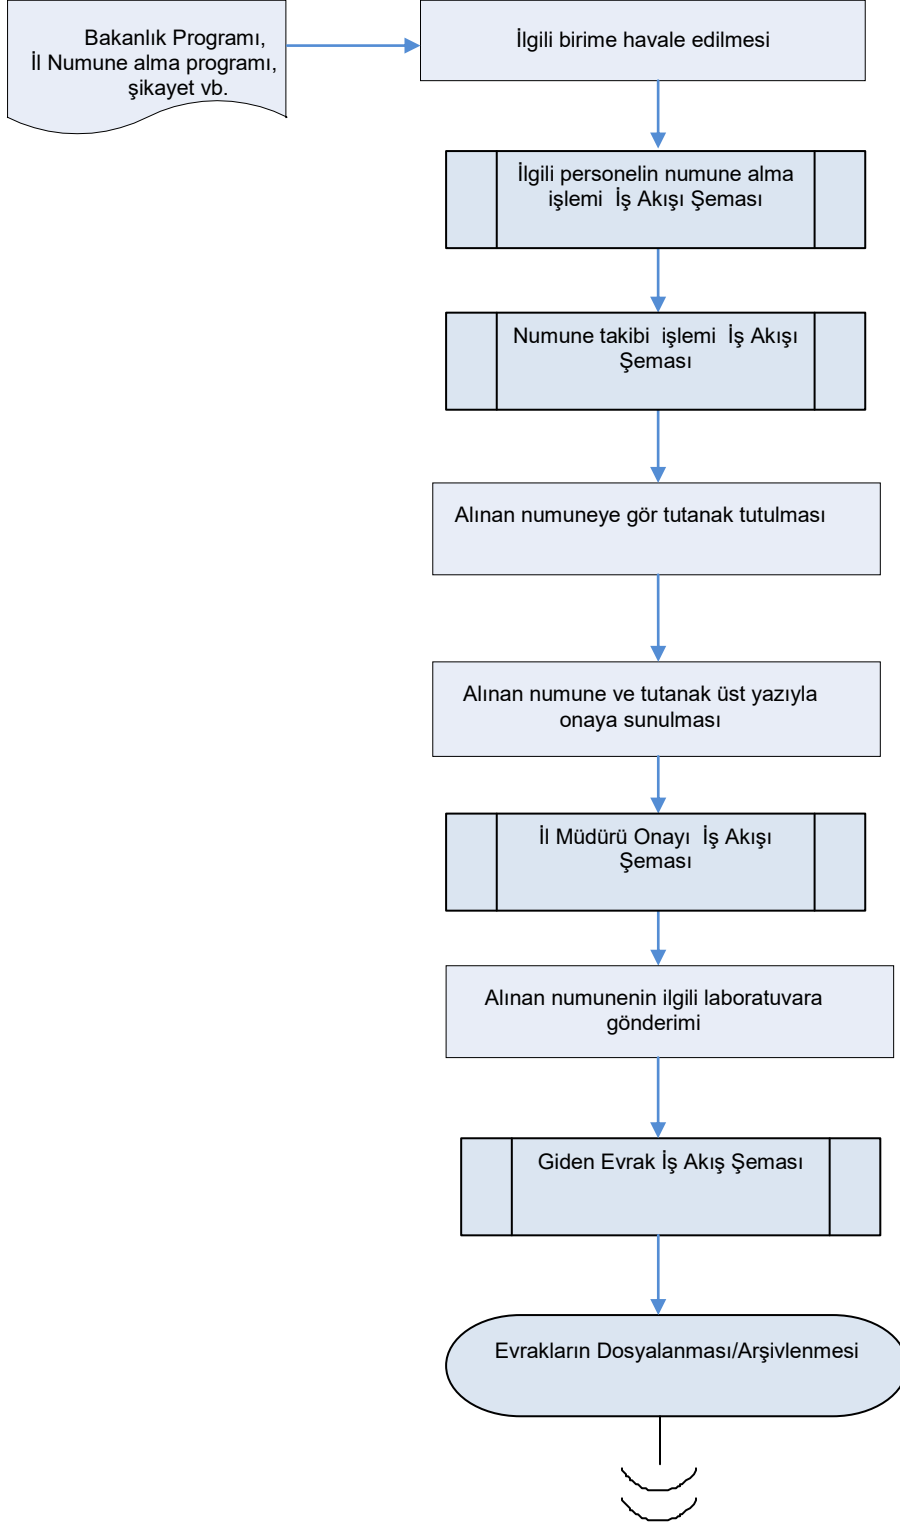 Bakanlık Programı,
İl Numune alma programı,
şikayet vb.
İlgili birime havale edilmesi
İlgili personelin numune alma
işlemi İş Akışı Şeması
Numune takibi işlemi İş Akışı
Şeması
Alınan numuneye gör tutanak tutulması
Alınan numune ve tutanak üst yazıyla
onaya sunulması
İl Müdürü Onayı İş Akışı
Şeması
Alınan numunenin ilgili laboratuvara
gönderimi
Giden Evrak İş Akış Şeması
Evrakların Dosyalanması/Arşivlenmesi